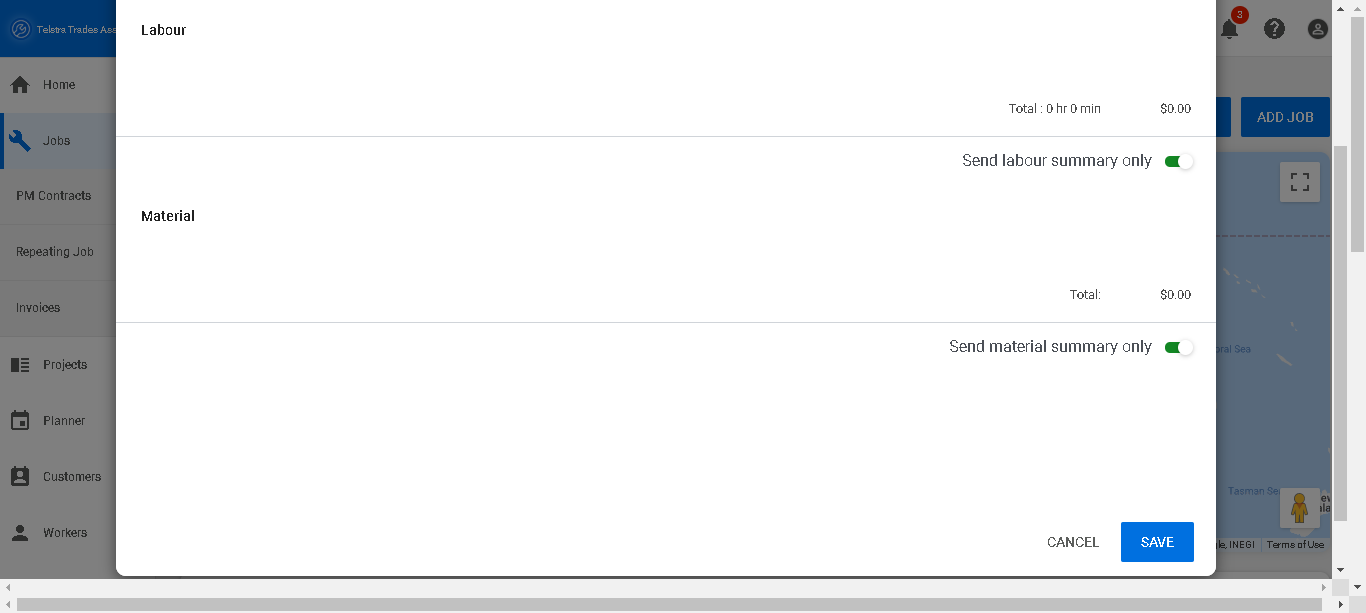 Telstra Trades Ass
3
Home
Jobs
PM Contracts
Repeating Job
Invoices
Projects
Planner
Customers
Workers
Labour
Total : 0 hr 0 min $0.00
Send labour summary only
Material
Total: $0.00
Send material summary only
CANCEL SAVE
ADD JOB
oral Sea
Tasman Se
gle, INEGI Terms of Use